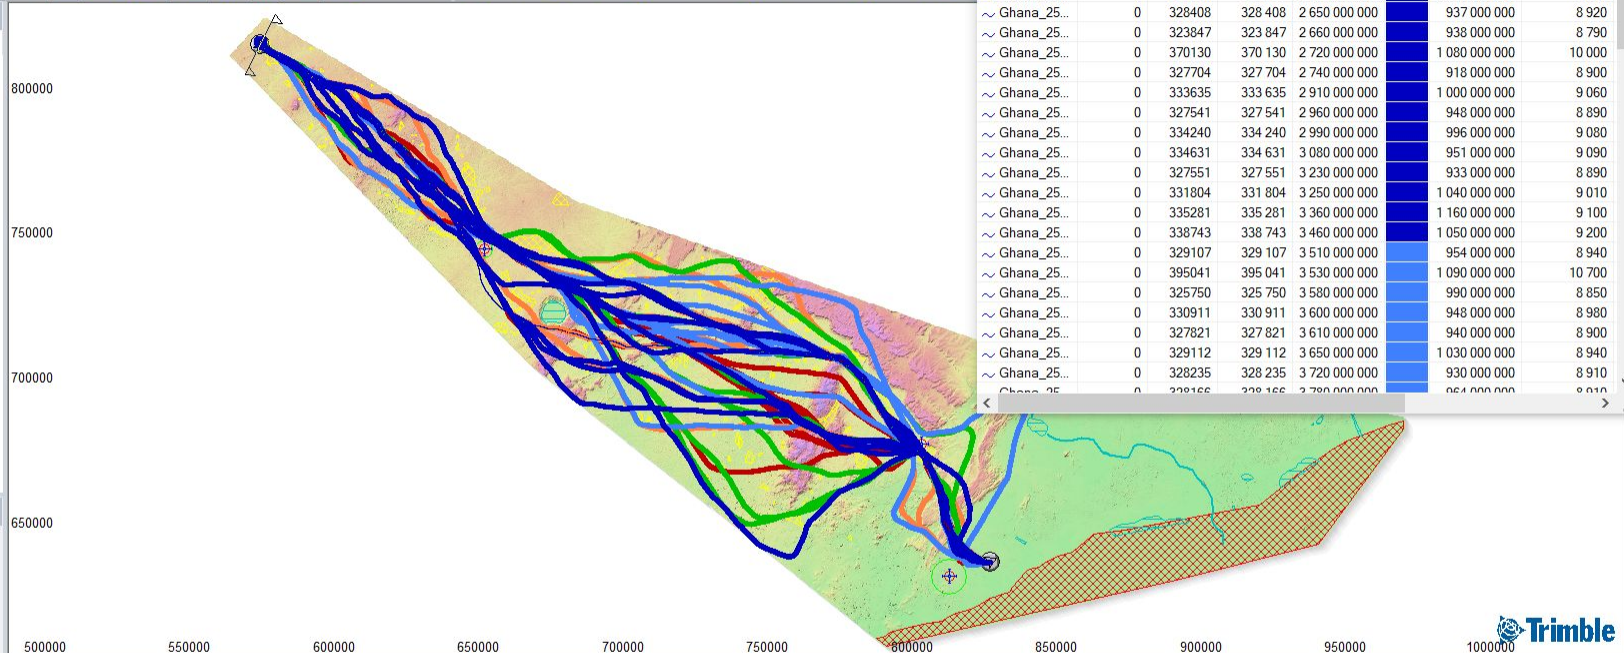 Ghana_25... 0 328408 328 408 2 650 000 000 937 000 000 8 920
Ghana_25... 0 323847 323 847 2 660 000 000 938 000 000 8 790
Ghana_25... 0 370130 370 130 2 720 000 000 1 080 000 000 10 000
Ghana_25... 0 327704 327 704 2 740 000 000 918 000 000 8 900
Ghana_25... 0 333635 333 635 2 910 000 000 1 000 000 000 9 060
Ghana_25... 0 327541 327 541 2 960 000 000 948 000 000 8 890
Ghana_25... 0 334240 334 240 2 990 000 000 996 000 000 9 080
Ghana_25... 0 334631 334 631 3 080 000 000 951 000 000 9 090
Ghana_25... 0 327551 327 551 3 230 000 000 933 000 000 8 890
Ghana_25... 0 331804 331 804 3 250 000 000 1 040 000 000 9 010
Ghana_25... 0 335281 335 281 3 360 000 000 1 160 000 000 9 100
Ghana_25... 0 338743 338 743 3 460 000 000 1 050 000 000 9 200
Ghana_25... 0 329107 329 107 3 510 000 000 954 000 000 8 940
Ghana_25... 0 395041 395 041 3 530 000 000 1 090 000 000 10 700
Ghana_25... 0 325750 325 750 3 580 000 000 990 000 000 8 850
Ghana_25... 0 330911 330 911 3 600 000 000 948 000 000 8 980
Ghana_25... 0 327821 327 821 3 610 000 000 940 000 000 8 900
Ghana_25... 0 329112 329 112 3 650 000 000 1 030 000 000 8 940
Ghana_25... 0 328235 328 235 3 720 000 000 930 000 000 8 910
800000
750000
700000
650000
Trimble
500000 550000 600000 650000 700000 750000 800000 850000 900000 950000 1000000